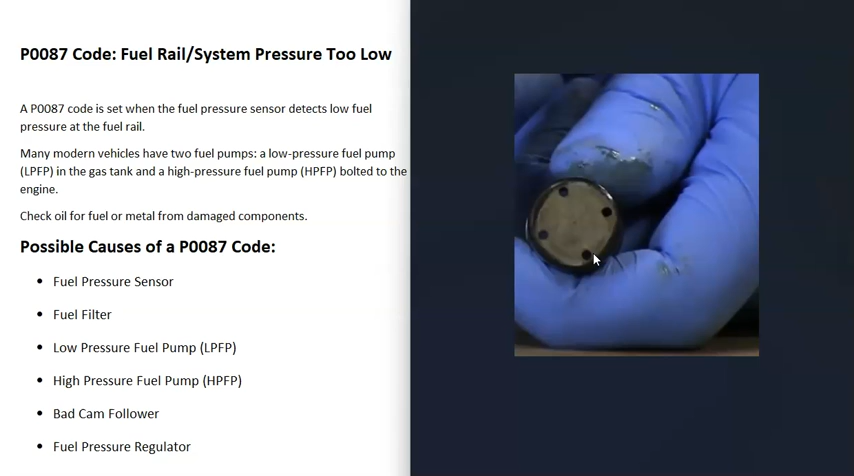 P0087 Code: Fuel Rail/System Pressure Too Low
A P0087 code is set when the fuel pressure sensor detects low fuel
pressure at the fuel rail.
Many modern vehicles have two fuel pumps: a low-pressure fuel pump
(LPFP) in the gas tank and a high-pressure fuel pump (HPFP) bolted to the
engine.
Check oil for fuel or metal from damaged components.
Possible Causes of a P0087 Code:
• Fuel Pressure Sensor
• Fuel Filter
• Low Pressure Fuel Pump (LPFP)
• High Pressure Fuel Pump (HPFP)
• Bad Cam Follower
• Fuel Pressure Regulator